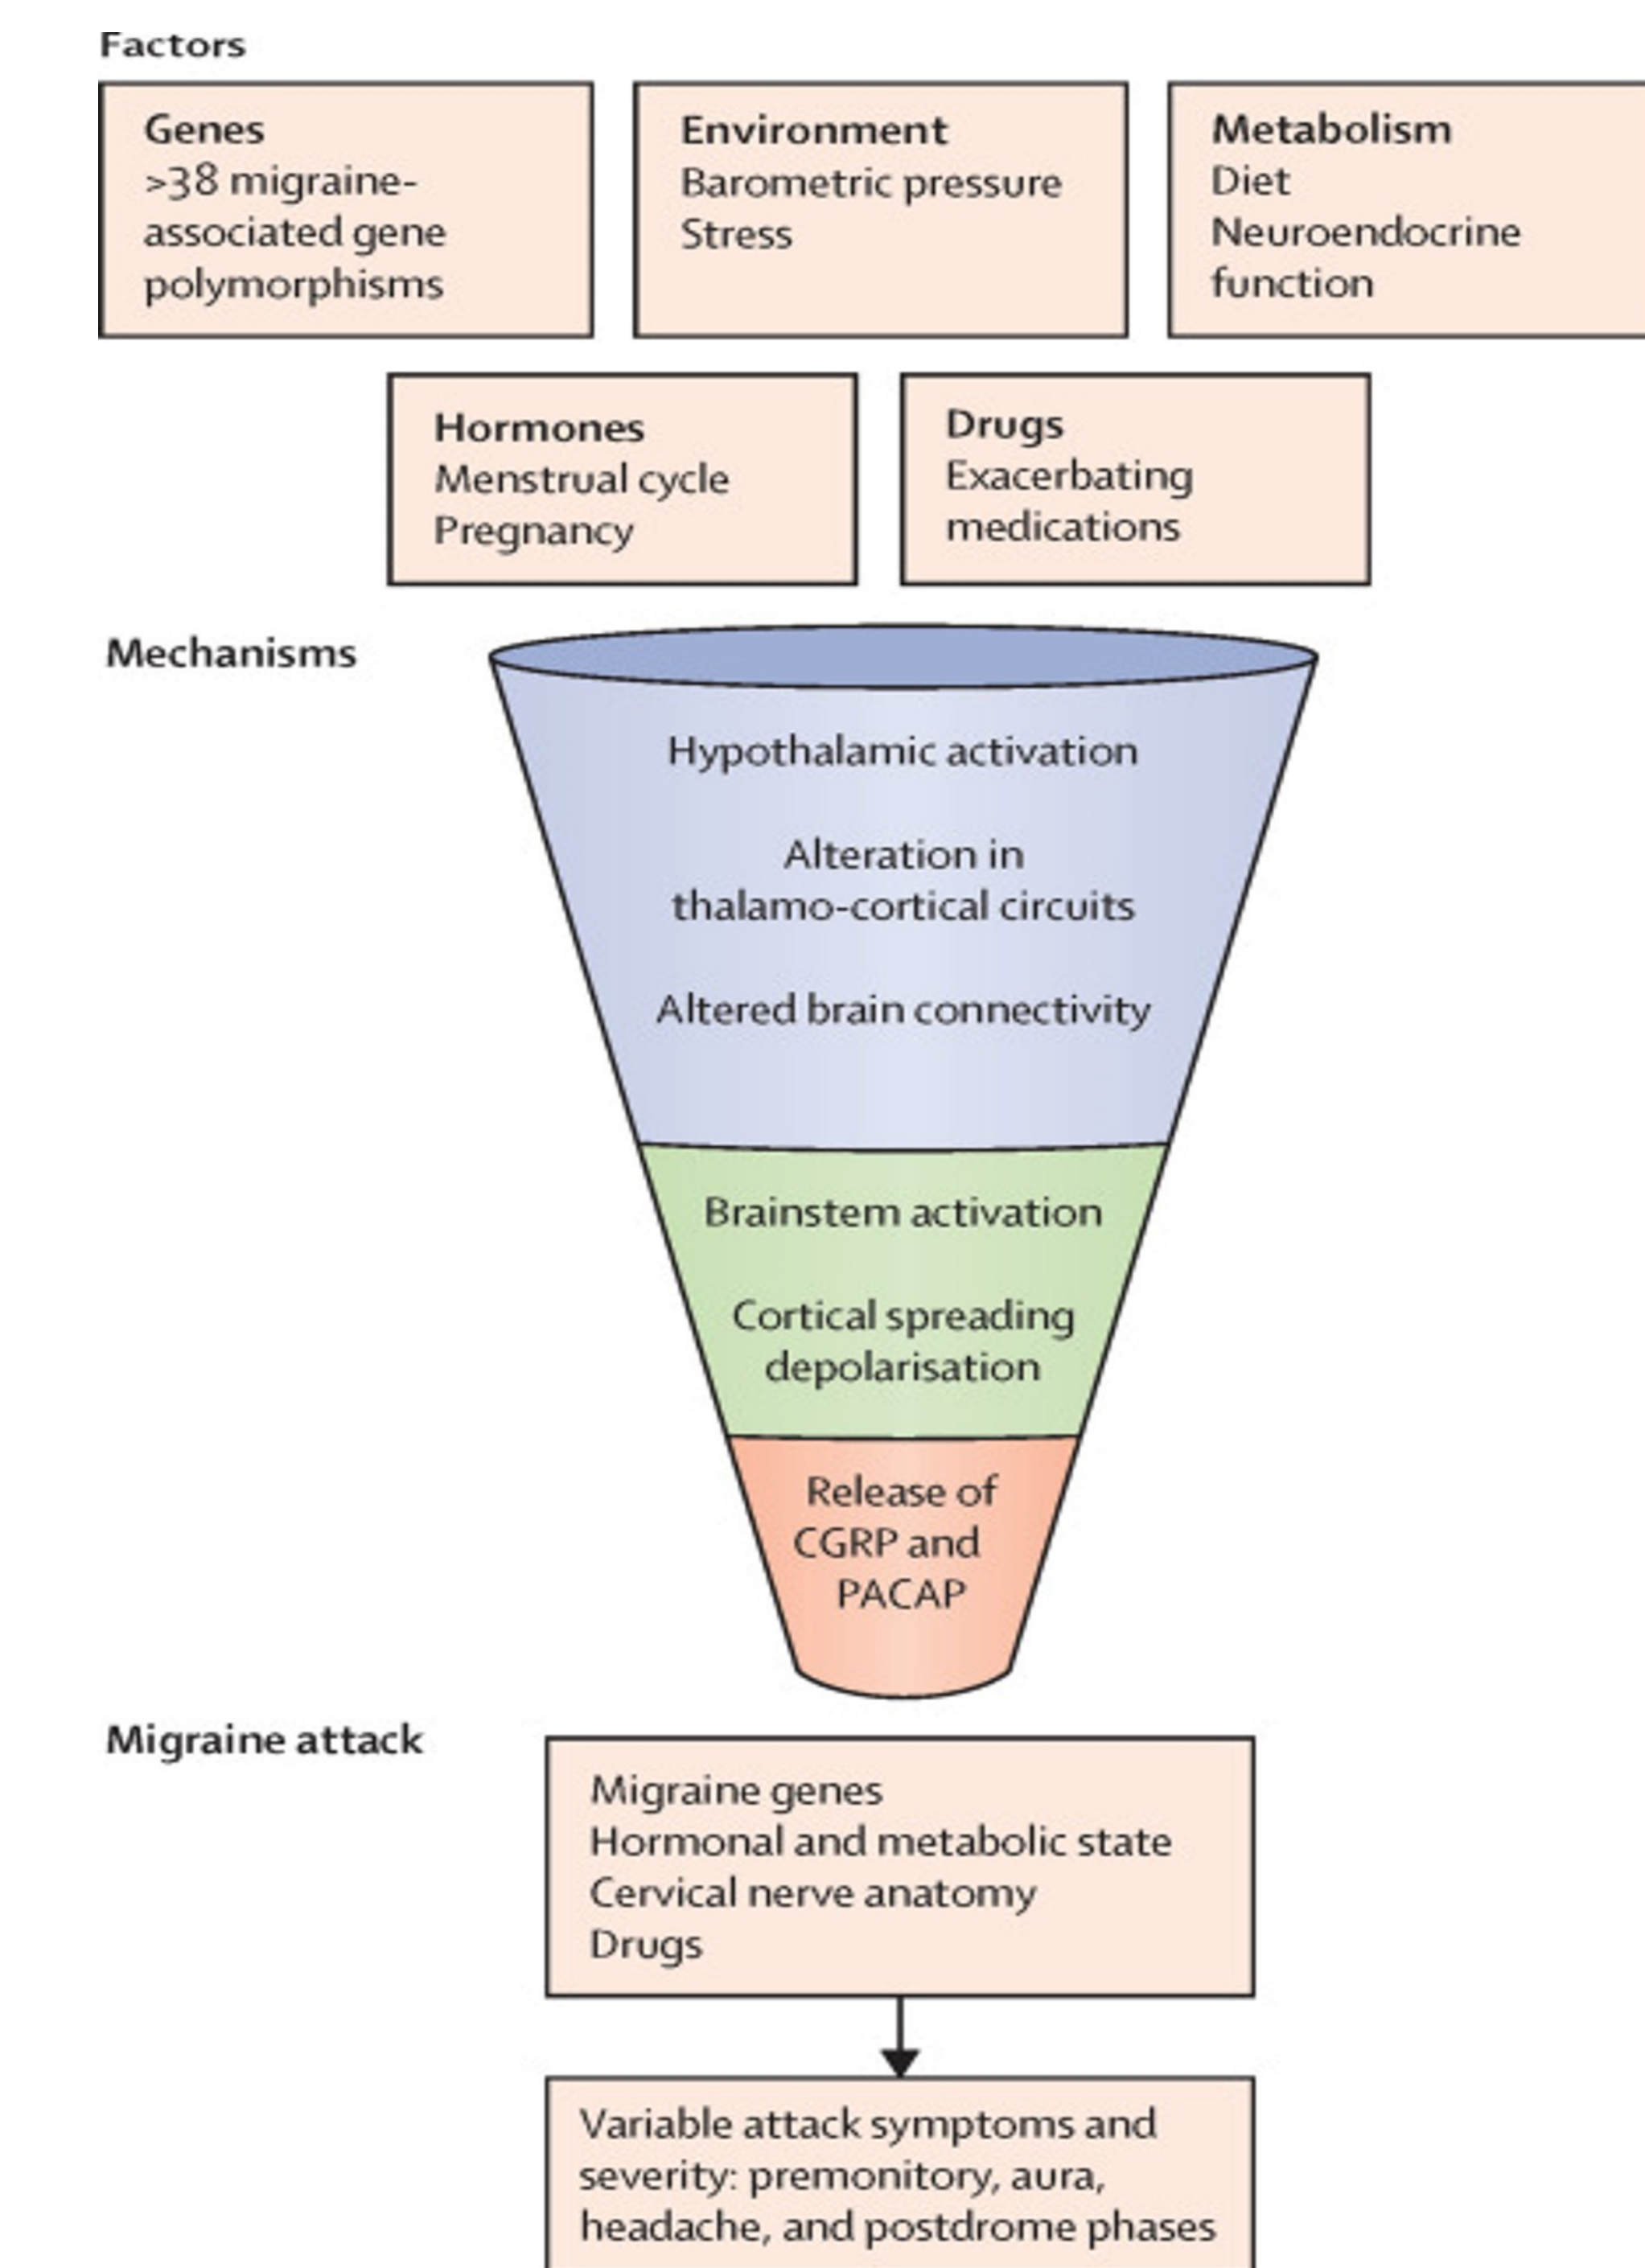 Factors
Genes
>38 migraine-
associated gene
polymorphisms
Environment
Barometric pressure
Stress
Metabolism
Diet
Neuroendocrine
function
Hormones
Menstrual cycle
Pregnancy
Drugs
Exacerbating
medications
Mechanisms
Hypothalamic activation
Alteration in
thalamo-cortical circuits
Altered brain connectivity
Brainstem activation
Cortical spreading
depolarisation
Release of
CGRP and
PACAP
Migraine attack
Migraine genes
Hormonal and metabolic state
Cervical nerve anatomy
Drugs
Variable attack symptoms and
severity: premonitory, aura,
headache, and postdrome phases